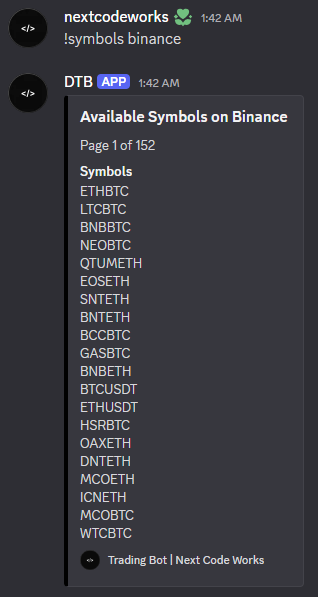 nextcodeworks 1:42 AM
!symbols binance
DTB APP 1:42 AM
Available Symbols on Binance
Page 1 of 152
Symbols
ETHBTC
LTCBTC
BNBBTC
NEOBTC
QTUMETH
EOSETH
SNTETH
BNTETH
BCCBTC
GASBTC
BNBETH
BTCUSDT
ETHUSDT
HSRBTC
OAXETH
DNTETH
MCOETH
ICNETH
MCOBTC
WTCBTC
Trading Bot | Next Code Works